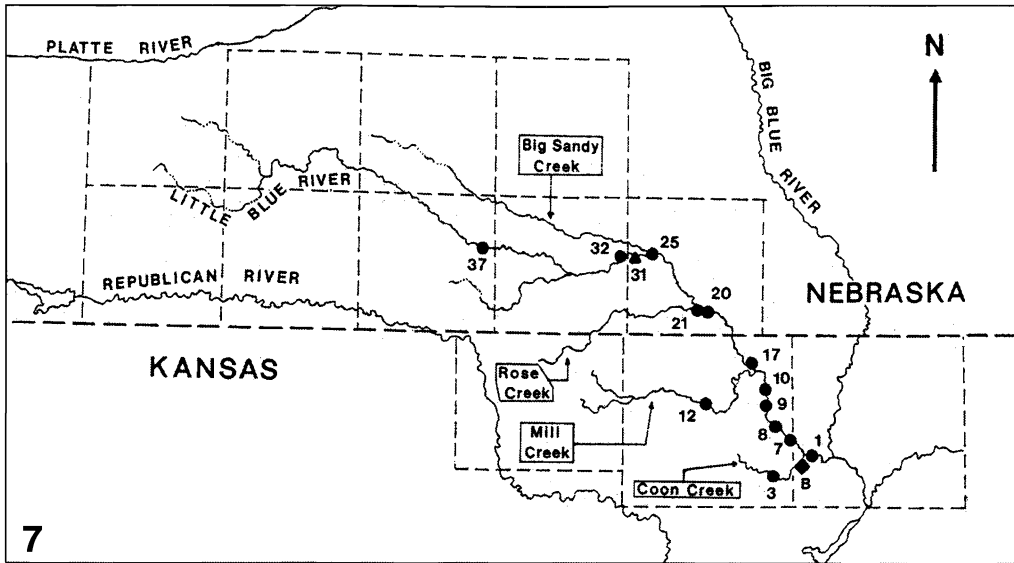 PLATTE RIVER
N
BIG BLUE RIVER
Big Sandy
Creek
LITTLE BLUE RIVER
37
32
31
25
REPUBLICAN RIVER
20
21
NEBRASKA
KANSAS
Rose
Creek
17
10
9
12
8
7
1
Mill
Creek
Coon Creek
3
B
7